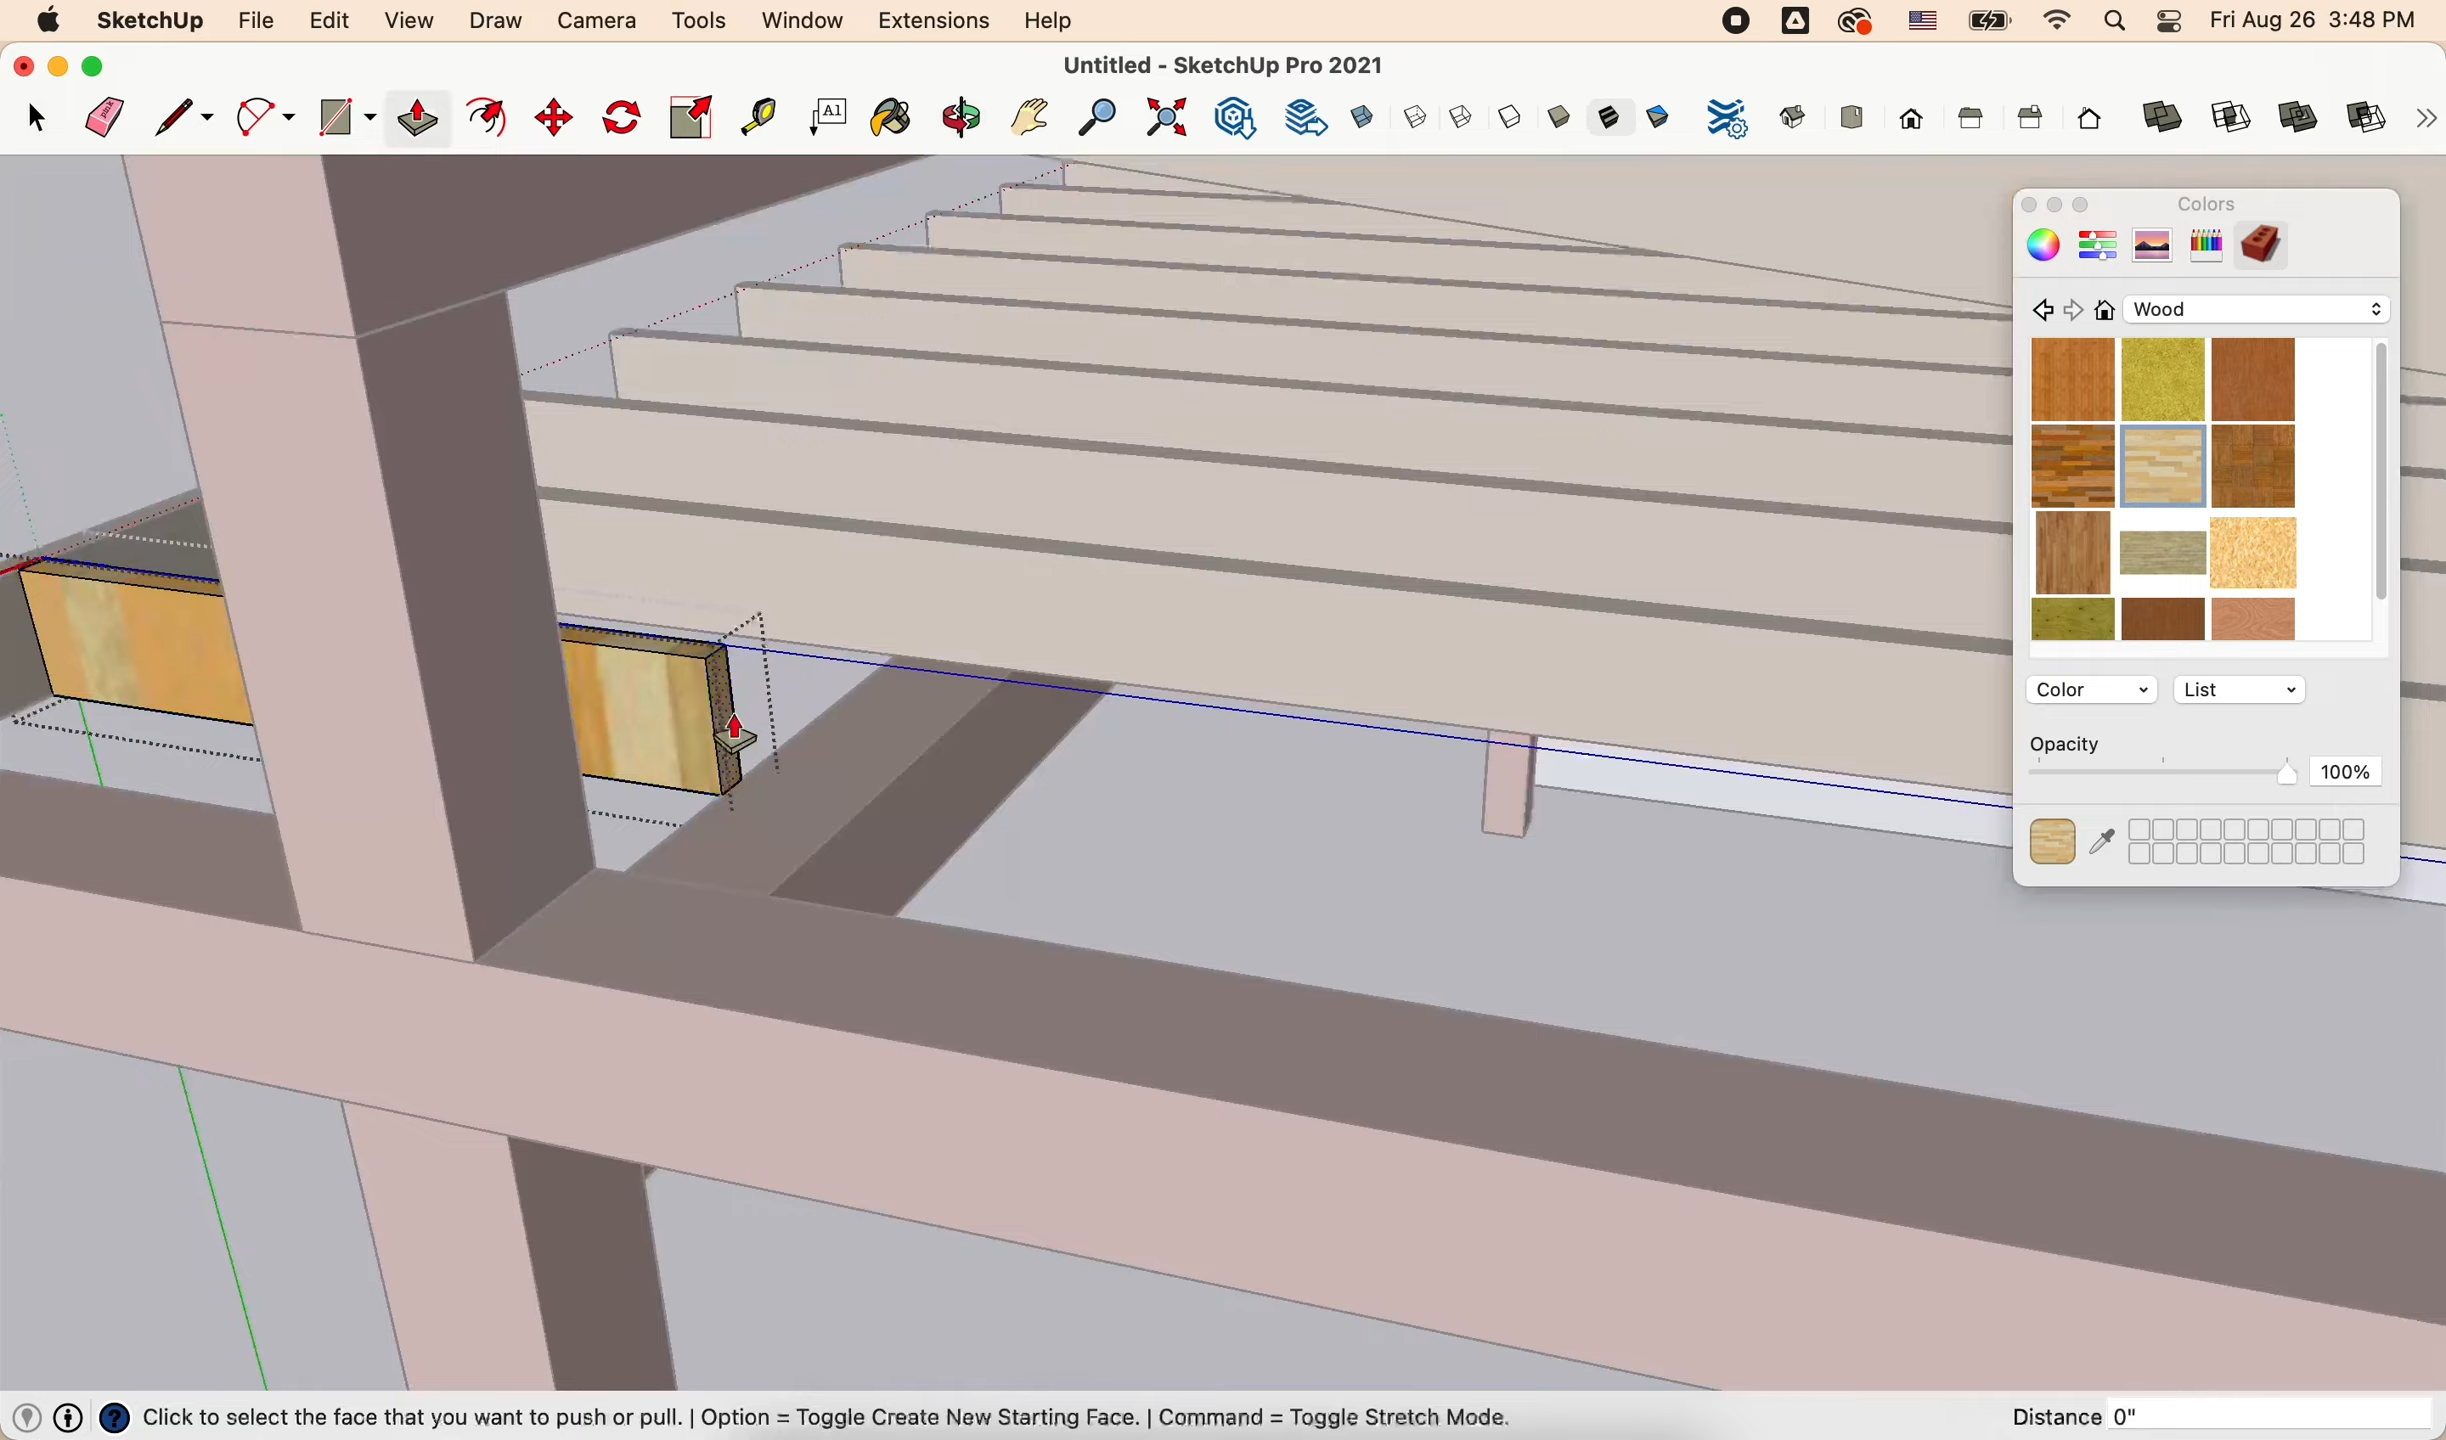 SketchUp File Edit View Draw Camera Tools Window Extensions Help Fri Aug 26 3:48 PM
Untitled - SketchUp Pro 2021
pink
A1
Colors
Wood
Color List
Opacity
100%
Click to select the face that you want to push or pull. | Option = Toggle Create New Starting Face. | Command = Toggle Stretch Mode. Distance 0"